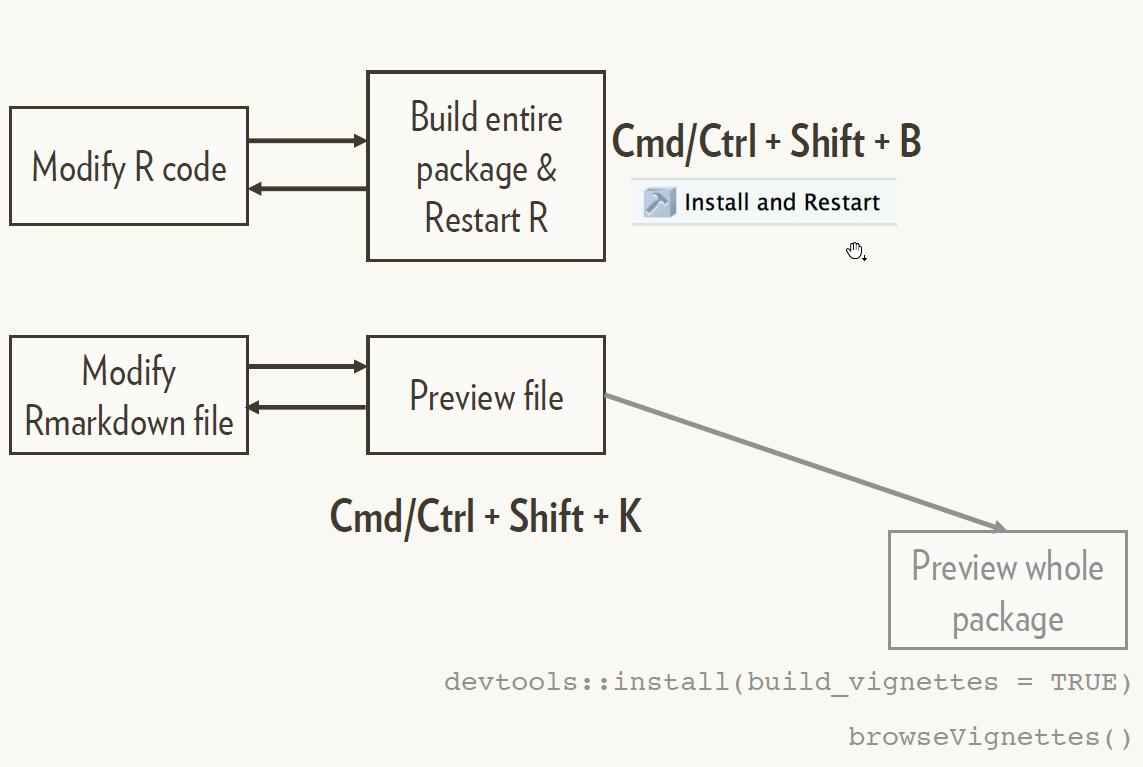 Modify R code
Build entire
package &
Restart R
Cmd/Ctrl + Shift + B
Install and Restart
Modify
Rmarkdown file
Preview file
Cmd/Ctrl + Shift + K
Preview whole
package
devtools::install(build_vignettes = TRUE)
browseVignettes()